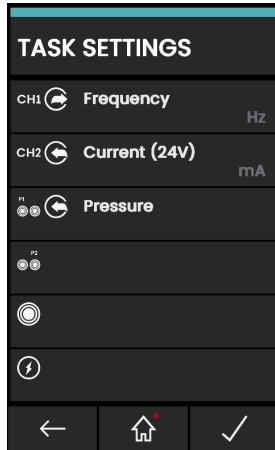 TASK SETTINGS
CH1 Frequency
Hz
CH2 Current (24V)
mA
P1
Pressure
P2